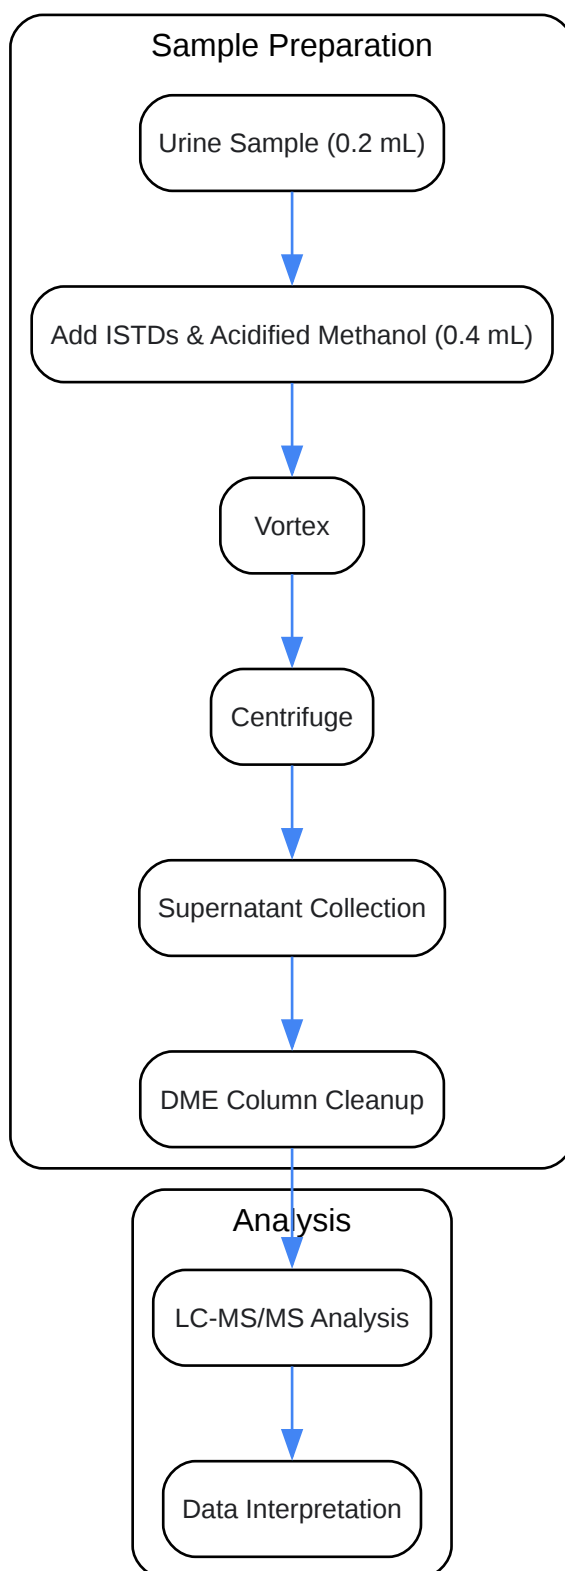 Sample Preparation
Urine Sample (0.2 mL)
Add ISTDs & Acidified Methanol (0.4 mL)
Vortex
Centrifuge
Supernatant Collection
DME Column Cleanup
Analysis
LC-MS/MS Analysis
Data Interpretation